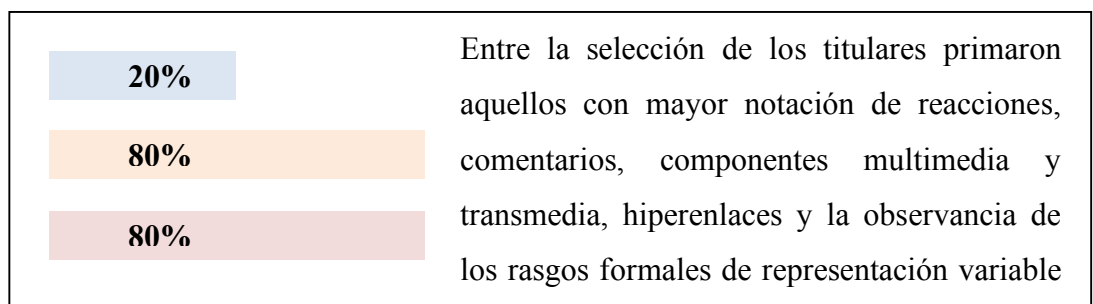 20%
80%
80%
Entre la selección de los titulares primaron
aquellos con mayor notación de reacciones,
comentarios, componentes multimedia y
transmedia, hiperenlaces y la observancia de
los rasgos formales de representación variable